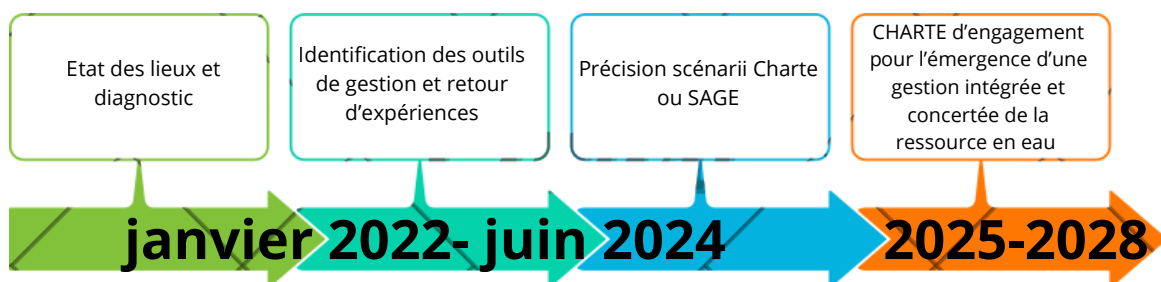 Etat des lieux et
diagnostic
Identification des outils
de gestion et retour
d'expériences
Précision scénarii Charte
ou SAGE
CHARTE d'engagement
pour l'émergence d'une
gestion intégrée et
concertée de la
ressource en eau
janvier 2022- juin 2024
2025-2028